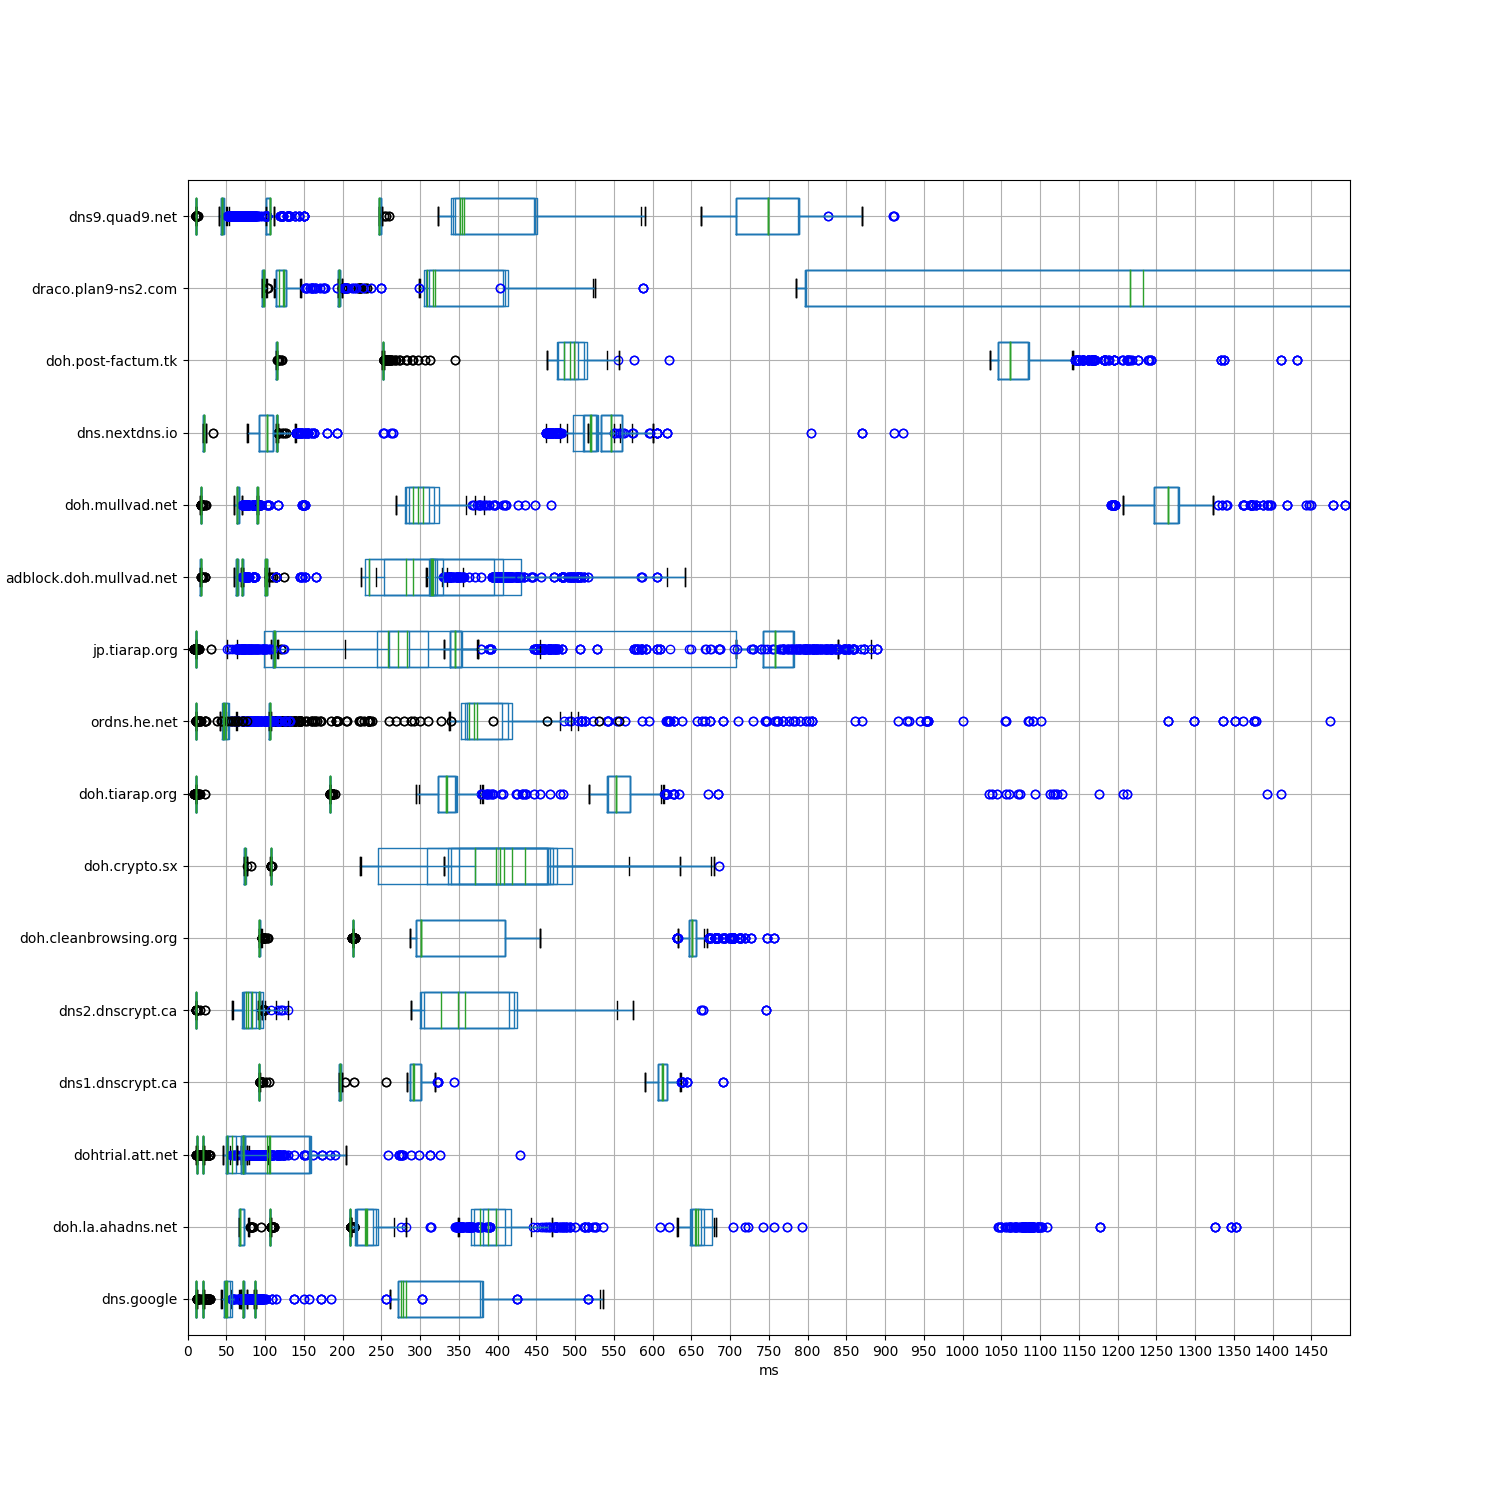 dns9.quad9.net
draco.plan9-ns2.com
doh.post-factum.tk
dns.nextdns.io
doh.mullvad.net
adblock.doh.mullvad.net
jp.tiarap.org
ordns.he.net
doh.tiarap.org
doh.crypto.sx
doh.cleanbrowsing.org
dns2.dnscrypt.ca
dns1.dnscrypt.ca
dohtrial.att.net
doh.la.ahadns.net
dns.google
0 50 100 150 200 250 300 350 400 450 500 550 600 650 700 750 800 850 900 950 1000 1050 1100 1150 1200 1250 1300 1350 1400 1450
ms